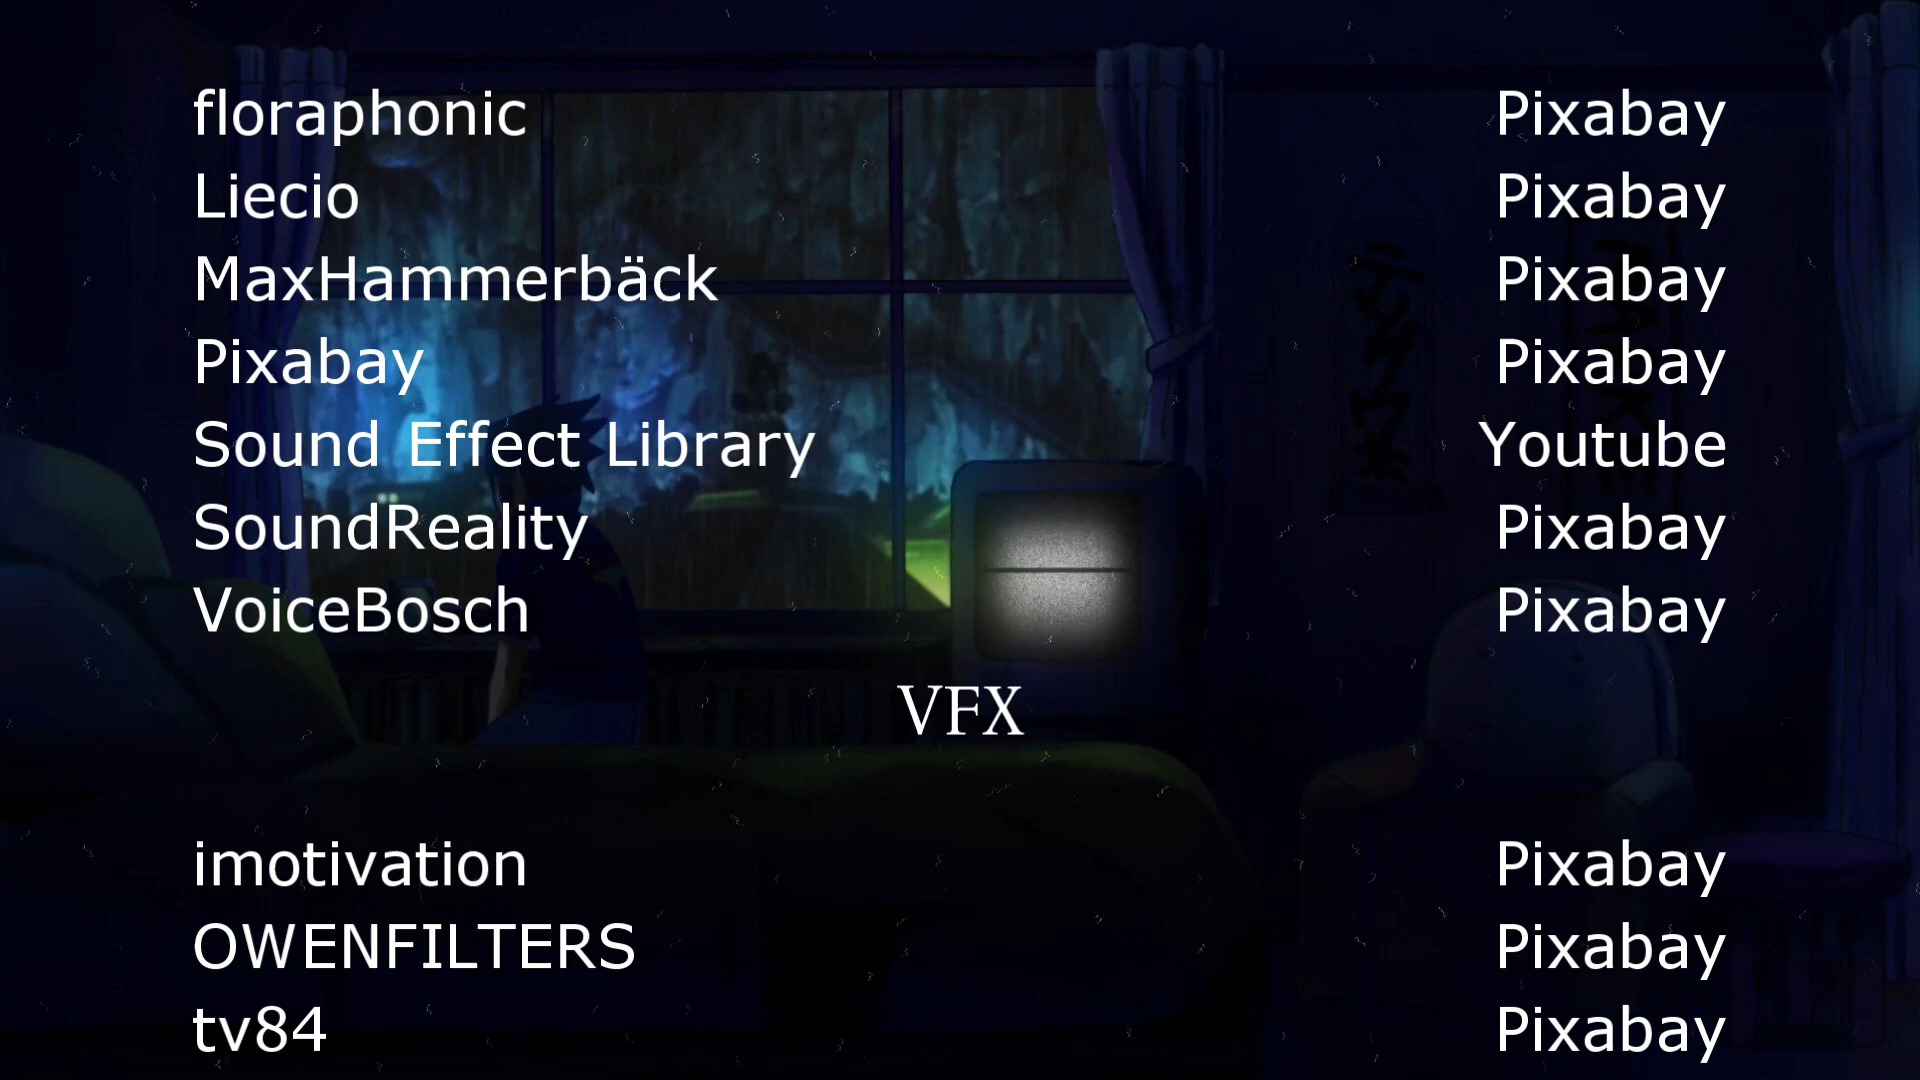 floraphonic Pixabay
Liecio Pixabay
MaxHammerbäck Pixabay
Pixabay Pixabay
Sound Effect Library Youtube
SoundReality Pixabay
VoiceBosch Pixabay
VFX
imotivation Pixabay
OWENFILTERS Pixabay
tv84 Pixabay